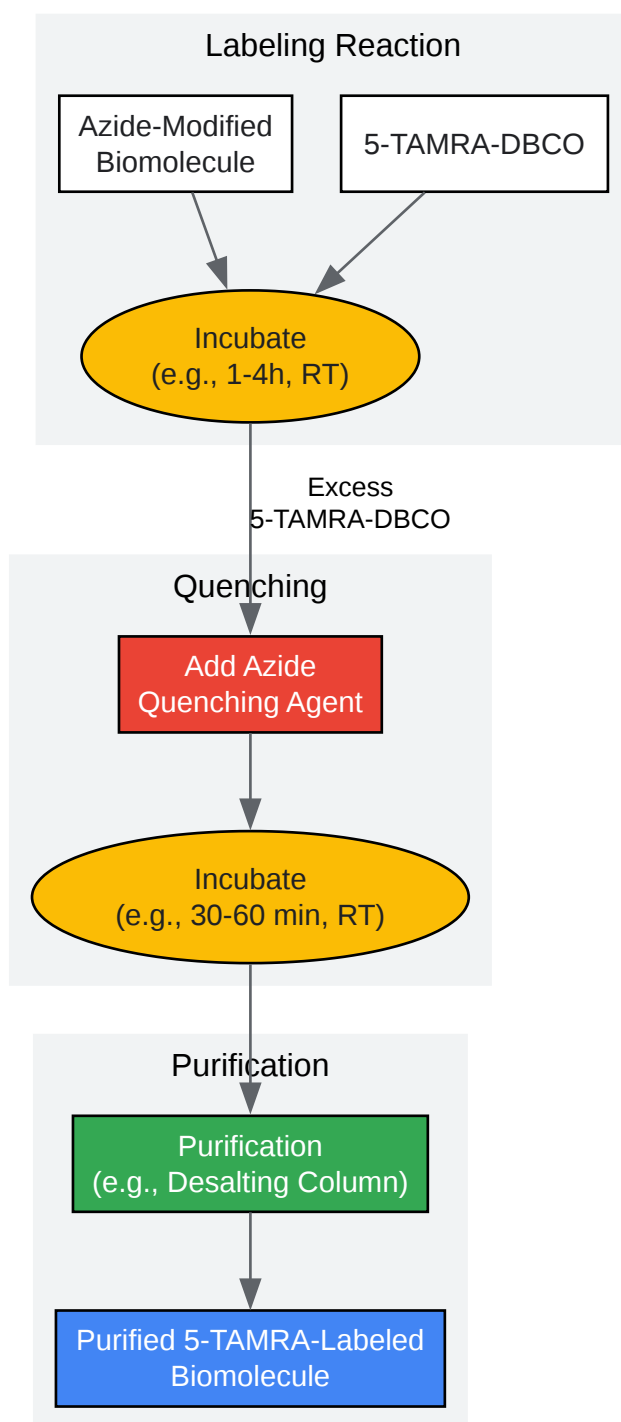 Labeling Reaction
Azide-Modified
Biomolecule
5-TAMRA-DBCO
Incubate
(e.g., 1-4h, RT)
Excess
5-TAMRA-DBCO
Quenching
Add Azide
Quenching Agent
Incubate
(e.g., 30-60 min, RT)
Purification
Purification
(e.g., Desalting Column)
Purified 5-TAMRA-Labeled
Biomolecule